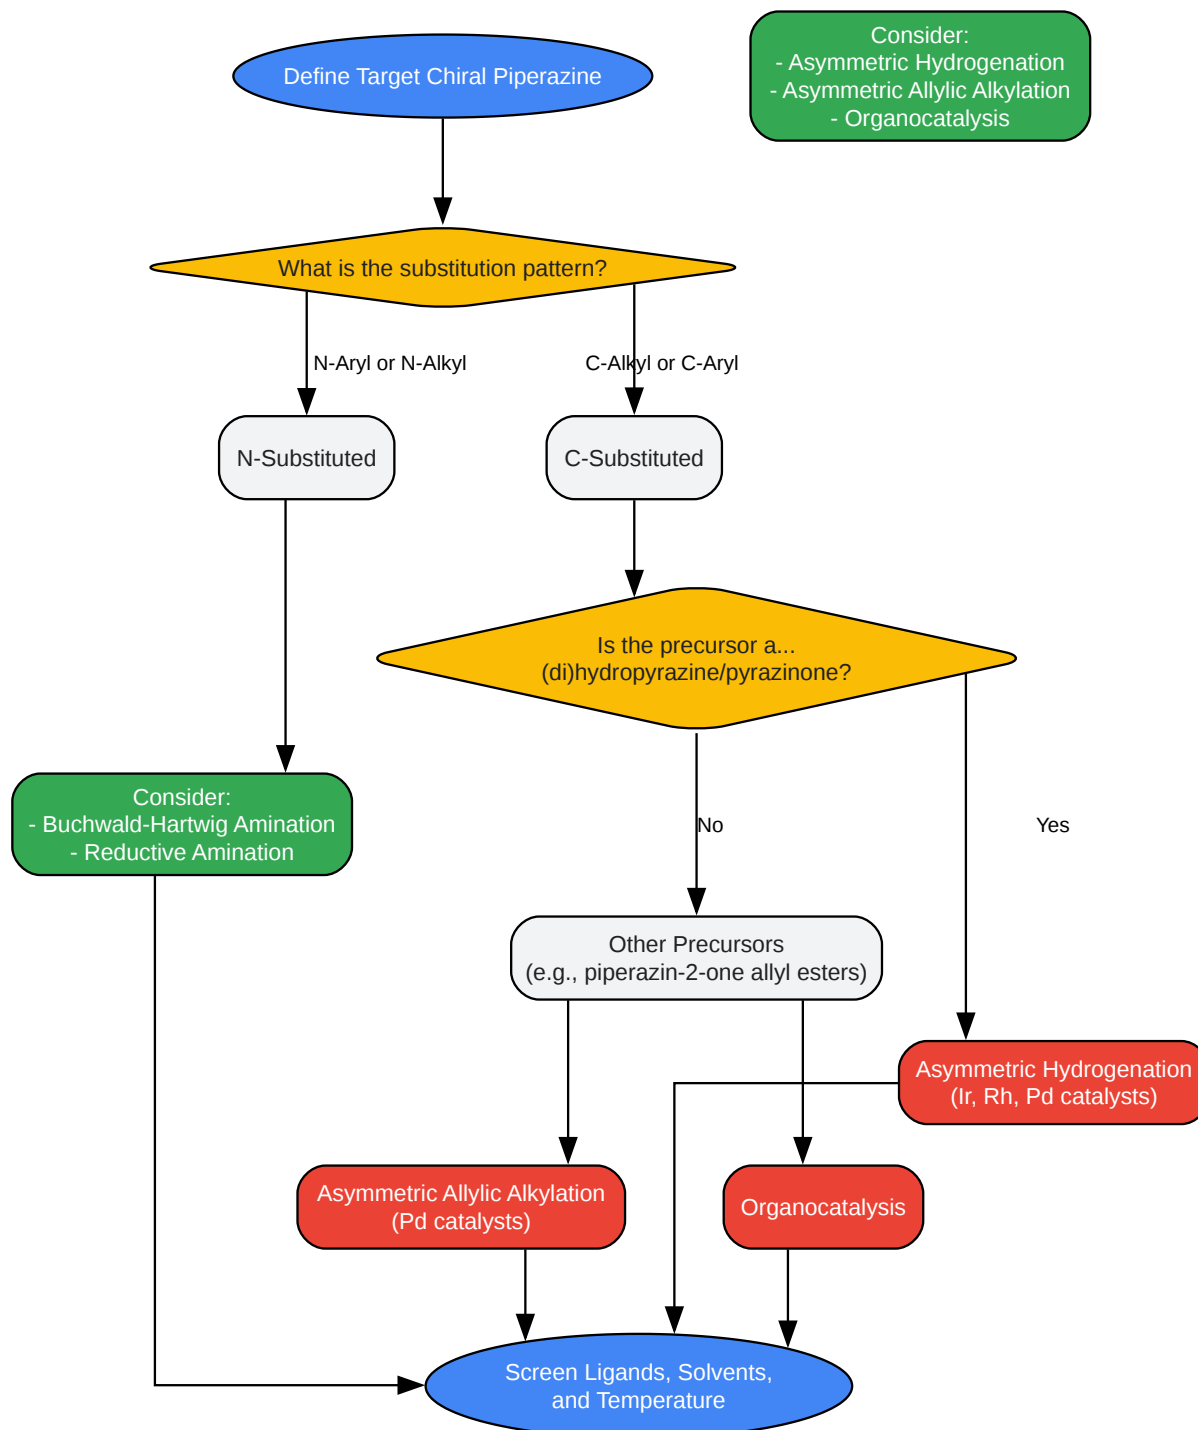 Define Target Chiral Piperazine
Consider:
- Asymmetric Hydrogenation
- Asymmetric Allylic Alkylation
- Organocatalysis
What is the substitution pattern?
N-Aryl or N-Alkyl
C-Alkyl or C-Aryl
N-Substituted
C-Substituted
Is the precursor a...
(di)hydropyrazine/pyrazinone?
Consider:
- Buchwald-Hartwig Amination
- Reductive Amination
No
Yes
Other Precursors
(e.g., piperazin-2-one allyl esters)
Asymmetric Hydrogenation
(Ir, Rh, Pd catalysts)
Asymmetric Allylic Alkylation
(Pd catalysts)
Organocatalysis
Screen Ligands, Solvents,
and Temperature